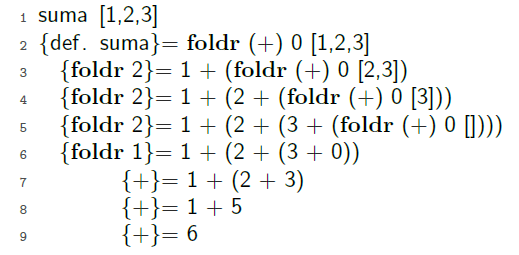 1 suma [1,2,3]
2 {def. suma}= foldr (+) 0 [1,2,3]
3 {foldr 2}= 1 + (foldr (+) 0 [2,3])
4 {foldr 2}= 1 + (2 + (foldr (+) 0 [3]))
5 {foldr 2}= 1 + (2 + (3 + (foldr (+) 0 [])))
6 {foldr 1}= 1 + (2 + (3 + 0))
7 {+}= 1 + (2 + 3)
8 {+}= 1 + 5
9 {+}= 6